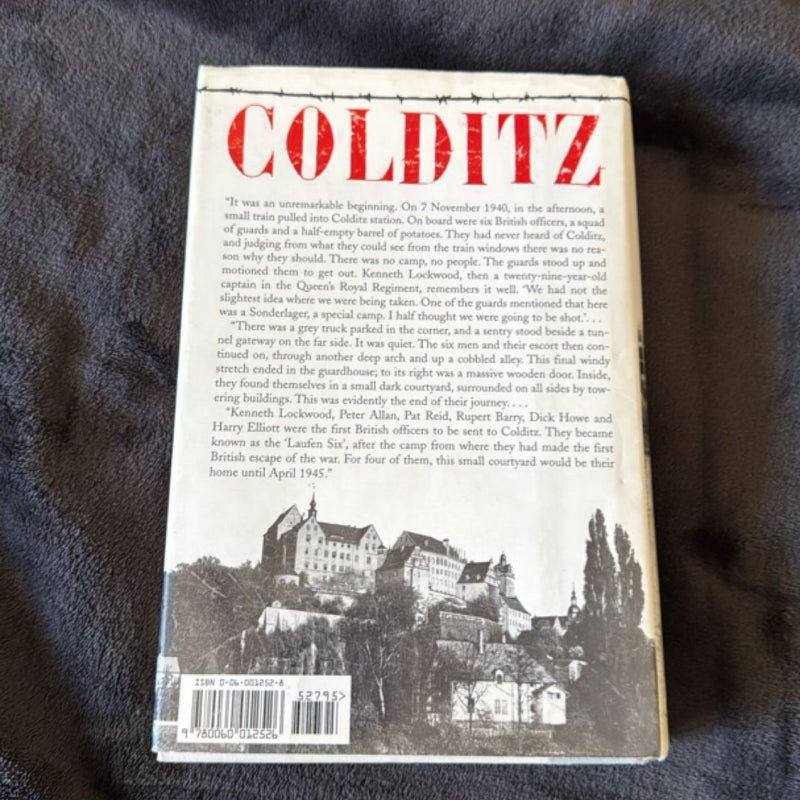 COLDITZ
"It was an unremarkable beginning. On 7 November 1940, in the afternoon, a
small train pulled into Colditz station. On board were six British officers, a squad
of guards and a half-empty barrel of potatoes. They had never heard of Colditz,
and judging from what they could see from the train windows there was no rea-
son why they should. There was no camp, no people. The guards stood up and
motioned them to get out. Kenneth Lockwood, then a twenty-nine-year-old
captain in the Queen's Royal Regiment, remembers it well. 'We had not the
slightest idea where we were being taken. One of the guards mentioned that here
was a Sonderlager, a special camp. I half thought we were going to be shot.'. . .
"There was a grey truck parked in the corner, and a sentry stood beside a tun-
nel gateway on the far side. It was quiet. The six men and their escort then con-
tinued on, through another deep arch and up a cobbled alley. This final windy
stretch ended in the guardhouse; to its right was a massive wooden door. Inside,
they found themselves in a small dark courtyard, surrounded on all sides by tow-
ering buildings. This was evidently the end of their journey. . . .
"Kenneth Lockwood, Peter Allan, Pat Reid, Rupert Barry, Dick Howe and
Harry Elliott were the first British officers to be sent to Colditz. They became
known as the 'Laufen Six', after the camp from where they had made the first
British escape of the war. For four of them, this small courtyard would be their
home until April 1945."
ISBN 0-06-001252-8
52795>
9 780060 012526